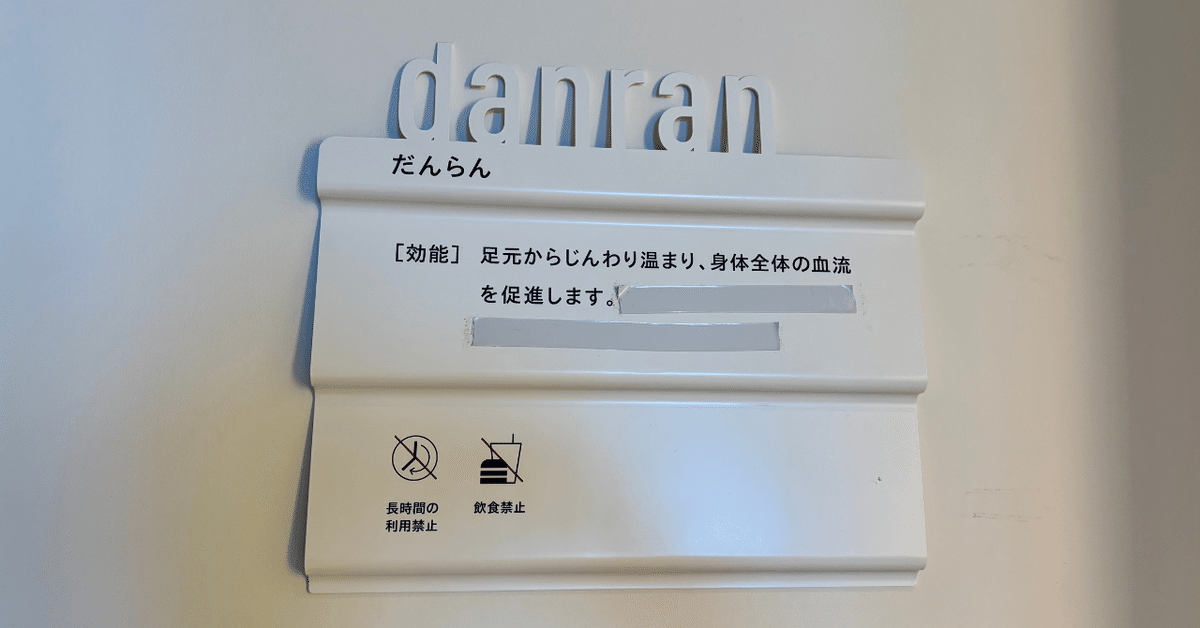 danran
だんらん
［効能］ 足元からじんわり温まり、身体全体の血流
を促進します。
長時間の
利用禁止
飲食禁止